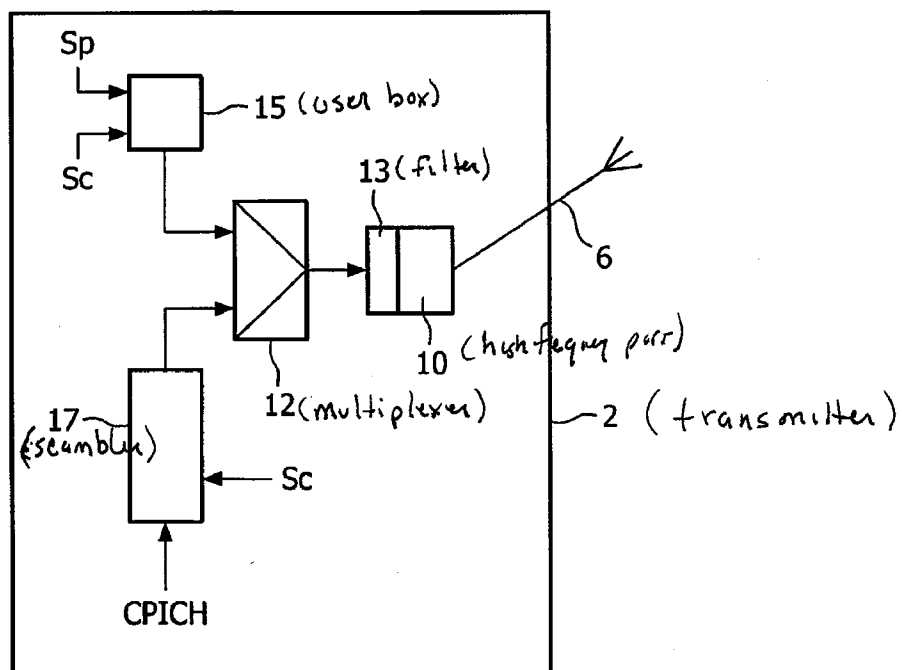 Sp
15 (user box)
Sc
13 (filter)
6
10 (high frequency part)
12 (multiplexer)
17
(scambler)
2 (transmitter)
Sc
CPICH